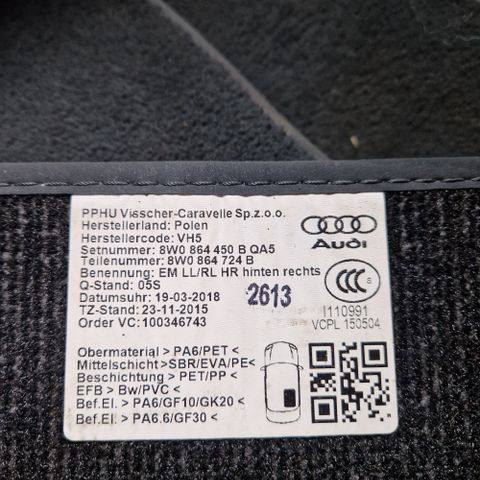 PPHU Visscher-Caravelle Sp.z.o.o.
Herstellerland: Polen
Herstellercode: VH5
Setnummer: 8W0 864 450 B QA5
Teilenummer: 8W0 864 724 B
Benennung: EM LL/RL HR hinten rechts
Q-Stand: 05S
Datumsuhr: 19-03-2018
TZ-Stand: 23-11-2015
Order VC: 100346743
2613
Audi
CCC S
I110991
VCPL 150504
Obermaterial > PA6/PET <
Mittelschicht >SBR/EVA/PE<
Beschichtung > PET/PP <
EFB > Bw/PVC <
Bef.El. > PA6/GF10/GK20 <
Bef.El. > PA6.6/GF30 <